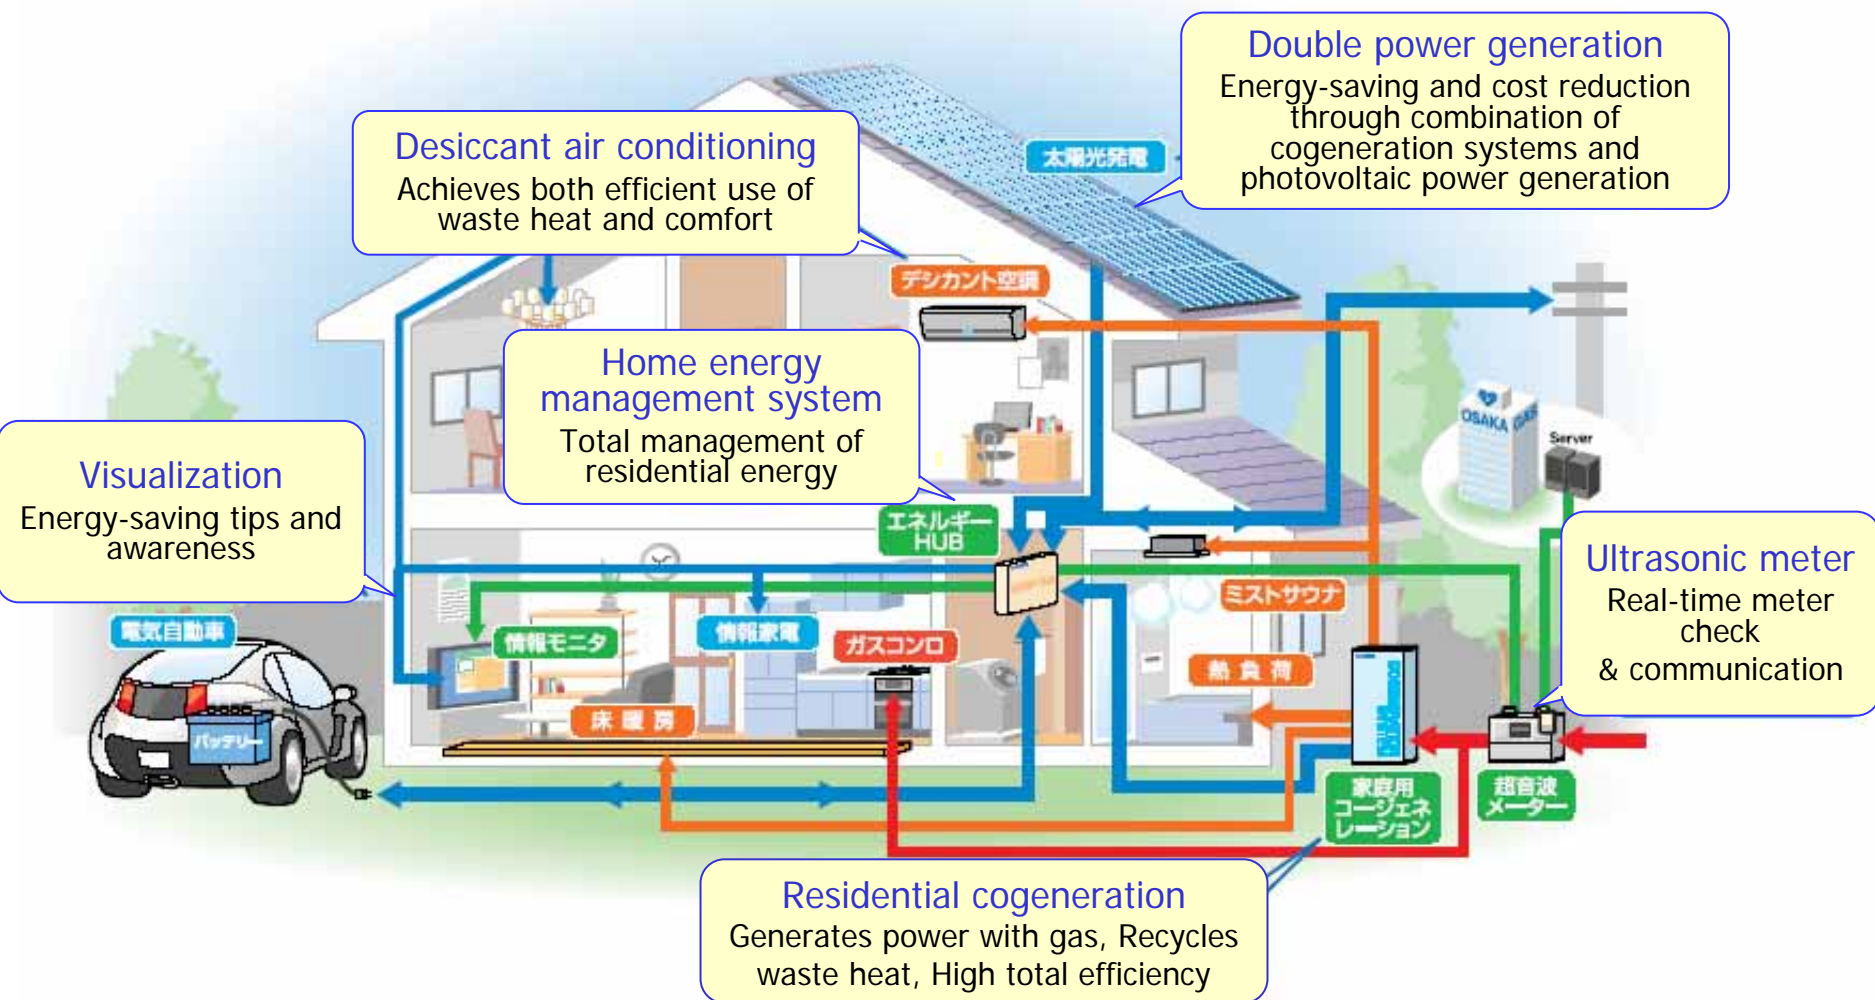 Double power generation
Energy-saving and cost reduction
through combination of
cogeneration systems and
photovoltaic power generation
Desiccant air conditioning
Achieves both efficient use of
waste heat and comfort
太陽光発電
デシカント空調
Home energy
management system
Total management of
residential energy
OSAKA GAS
Server
Visualization
Energy-saving tips and
awareness
エネルギー
HUB
Ultrasonic meter
Real-time meter
check
& communication
ミストサウナ
電気自動車
情報モニタ
情報家電
ガスコンロ
熱負荷
床暖房
バッテリー
家庭用
コージェネ
レーション
超音波
メーター
Residential cogeneration
Generates power with gas, Recycles
waste heat, High total efficiency